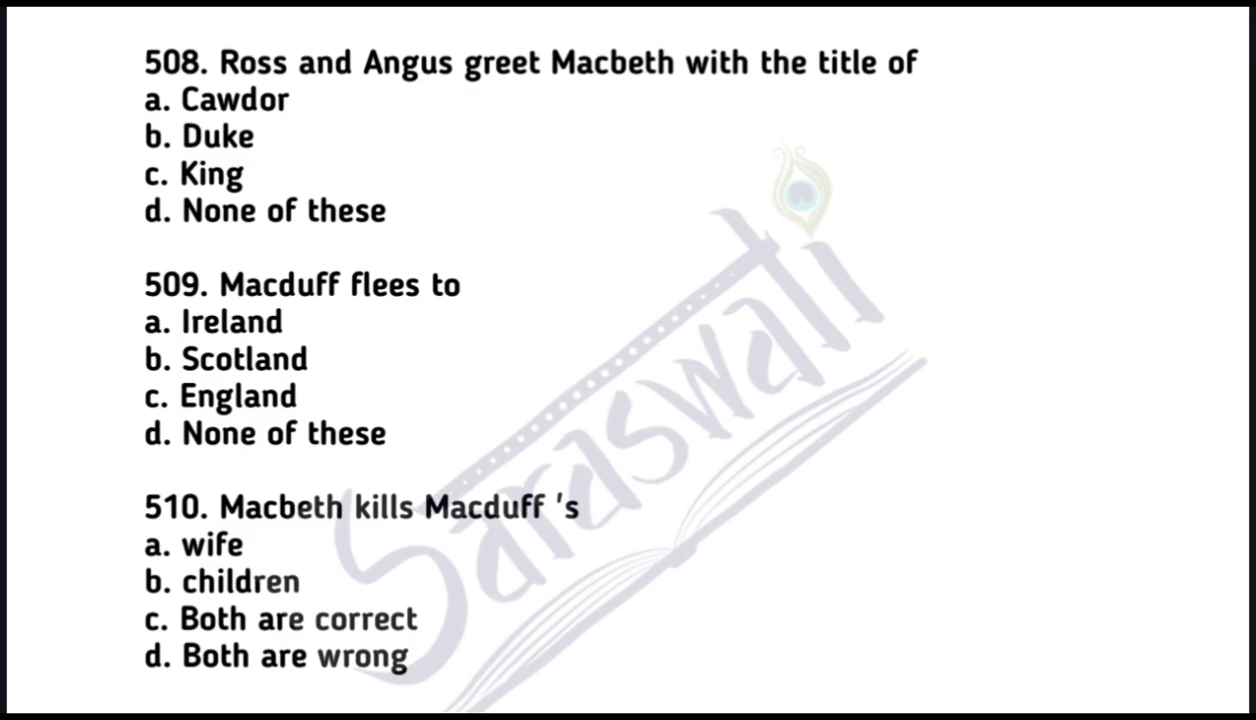 508. Ross and Angus greet Macbeth with the title of
a. Cawdor
b. Duke
c. King
d. None of these
509. Macduff flees to
a. Ireland
b. Scotland
c. England
d. None of these
510. Macbeth kills Macduff 's
a. wife
b. children
c. Both are correct
d. Both are wrong
Saraswati